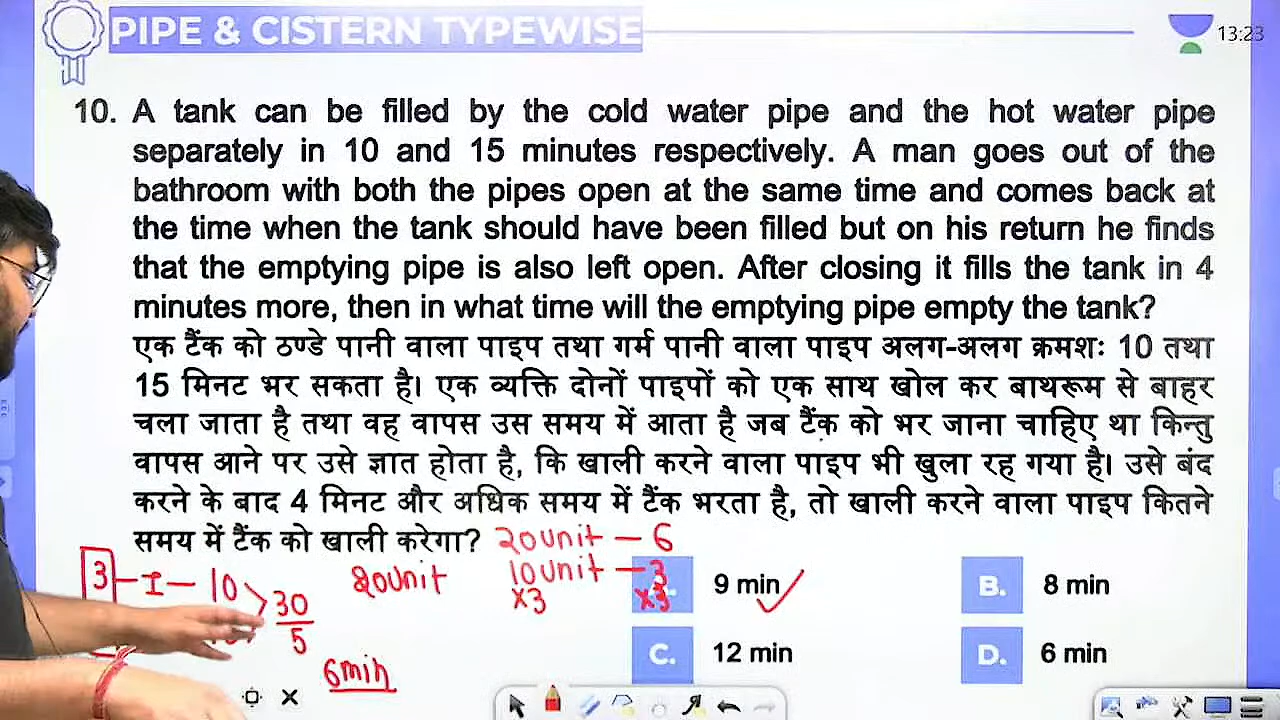 PIPE & CISTERN TYPEWISE
13:23
10. A tank can be filled by the cold water pipe and the hot water pipe
separately in 10 and 15 minutes respectively. A man goes out of the
bathroom with both the pipes open at the same time and comes back at
the time when the tank should have been filled but on his return he finds
that the emptying pipe is also left open. After closing it fills the tank in 4
minutes more, then in what time will the emptying pipe empty the tank?
एक टैंक को ठण्डे पानी वाला पाइप तथा गर्म पानी वाला पाइप अलग-अलग क्रमशः 10 तथा
15 मिनट भर सकता है। एक व्यक्ति दोनों पाइपों को एक साथ खोल कर बाथरूम से बाहर
चला जाता है तथा वह वापस उस समय में आता है जब टैंक को भर जाना चाहिए था किन्तु
वापस आने पर उसे ज्ञात होता है, कि खाली करने वाला पाइप भी खुला रह गया है। उसे बंद
करने के बाद 4 मिनट और अधिक समय में टैंक भरता है, तो खाली करने वाला पाइप कितने
समय में टैंक को खाली करेगा? 20unit — 6
3 — I — 10
30
5
20unit
10unit — 3
×3 ×3
6min
9 min
B. 8 min
C. 12 min
D. 6 min